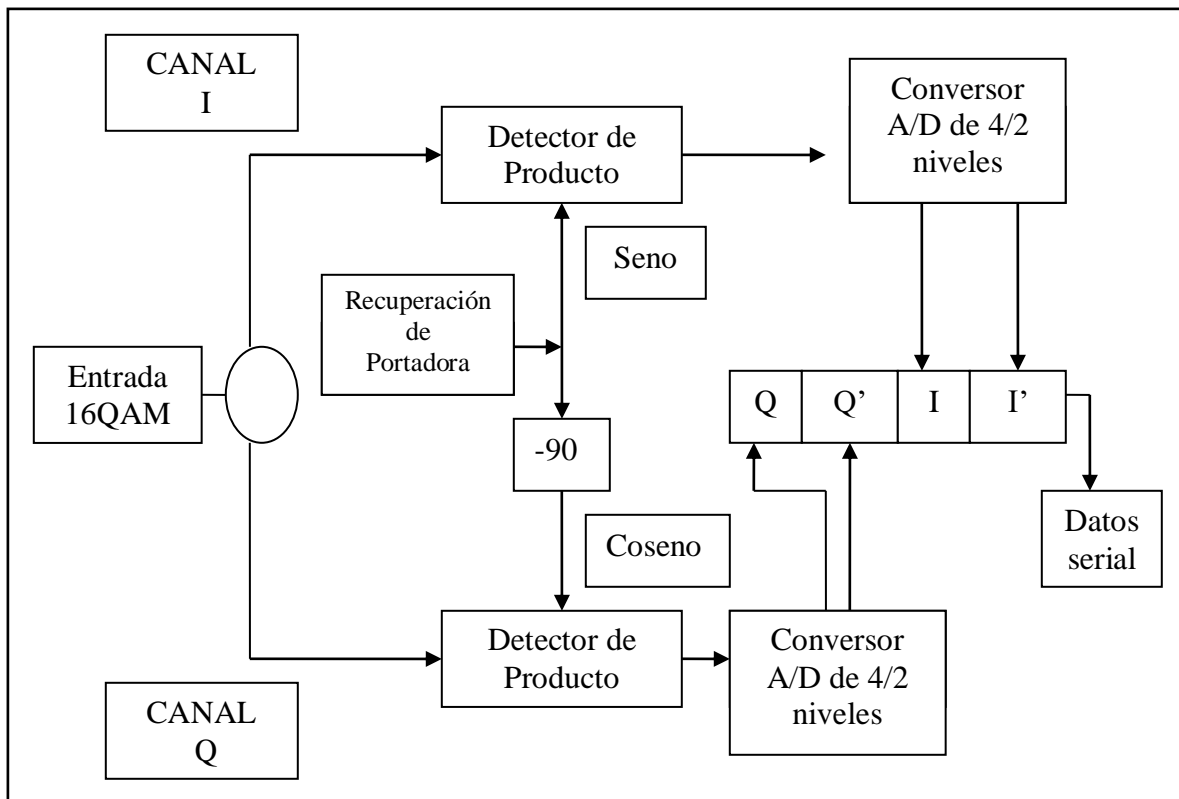 CANAL
I
Detector de
Producto
Conversor
A/D de 4/2
niveles
Seno
Recuperación
de
Portadora
Entrada
16QAM
Q
Q’
I
I’
-90
Coseno
Datos
serial
Detector de
Producto
Conversor
A/D de 4/2
niveles
CANAL
Q